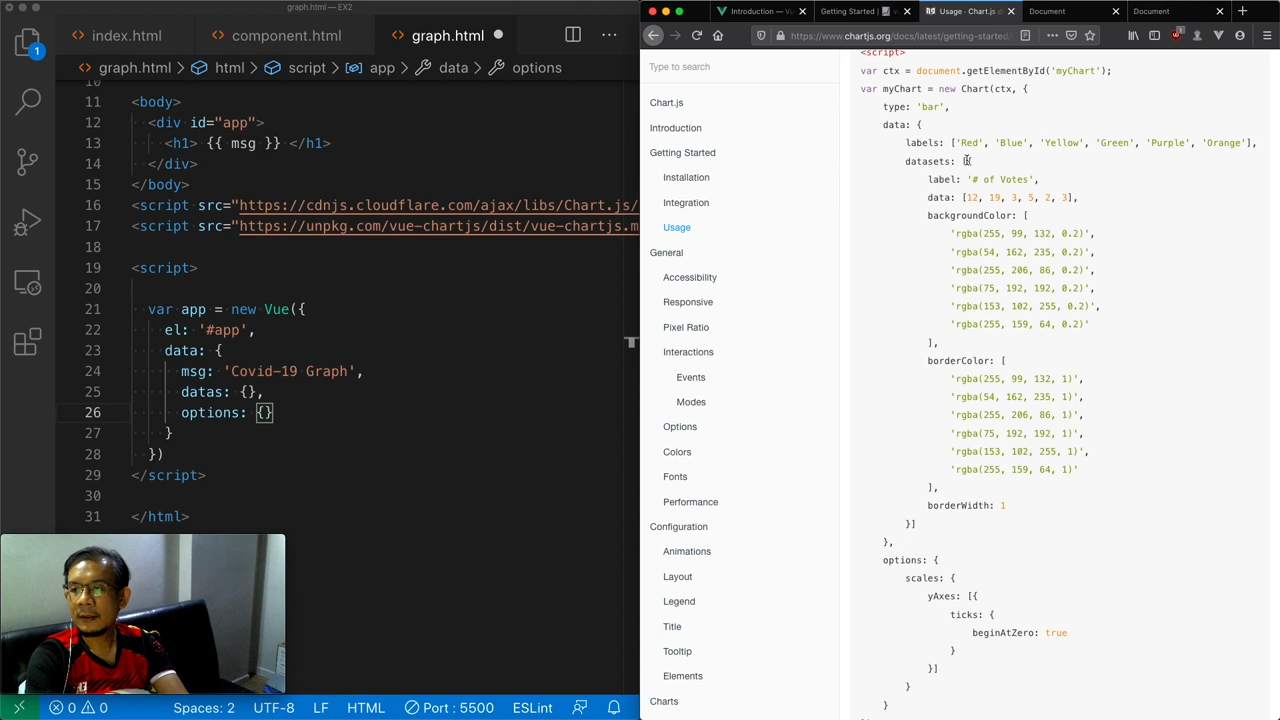 graph.html — EX2
index.html
component.html
graph.html
graph.html
html
script
app
data
options
1
10
11 <body>
12 <div id="app">
13 <h1> {{ msg }} </h1>
14 </div>
15 </body>
16 <script src="https://cdnjs.cloudflare.com/ajax/libs/Chart.js/
17 <script src="https://unpkg.com/vue-chartjs/dist/vue-chartjs.m
18
19 <script>
20
21 var app = new Vue({
22 el: '#app',
23 data: {
24 msg: 'Covid-19 Graph',
25 datas: {},
26 options: {}
27 }
28 })
29 </script>
30
31 </html>
0 0
Spaces: 2
UTF-8
LF
HTML
Port : 5500
ESLint
Introduction — Vu
Getting Started |
Usage · Chart.js d
Document
Document
https://www.chartjs.org/docs/latest/getting-started/
1
Type to search
Chart.js
Introduction
Getting Started
Installation
Integration
Usage
General
Accessibility
Responsive
Pixel Ratio
Interactions
Events
Modes
Options
Colors
Fonts
Performance
Configuration
Animations
Layout
Legend
Title
Tooltip
Elements
Charts
<script>
var ctx = document.getElementById('myChart');
var myChart = new Chart(ctx, {
type: 'bar',
data: {
labels: ['Red', 'Blue', 'Yellow', 'Green', 'Purple', 'Orange'],
datasets: [{
label: '# of Votes',
data: [12, 19, 3, 5, 2, 3],
backgroundColor: [
'rgba(255, 99, 132, 0.2)',
'rgba(54, 162, 235, 0.2)',
'rgba(255, 206, 86, 0.2)',
'rgba(75, 192, 192, 0.2)',
'rgba(153, 102, 255, 0.2)',
'rgba(255, 159, 64, 0.2)'
],
borderColor: [
'rgba(255, 99, 132, 1)',
'rgba(54, 162, 235, 1)',
'rgba(255, 206, 86, 1)',
'rgba(75, 192, 192, 1)',
'rgba(153, 102, 255, 1)',
'rgba(255, 159, 64, 1)'
],
borderWidth: 1
}]
},
options: {
scales: {
yAxes: [{
ticks: {
beginAtZero: true
}
}]
}
}